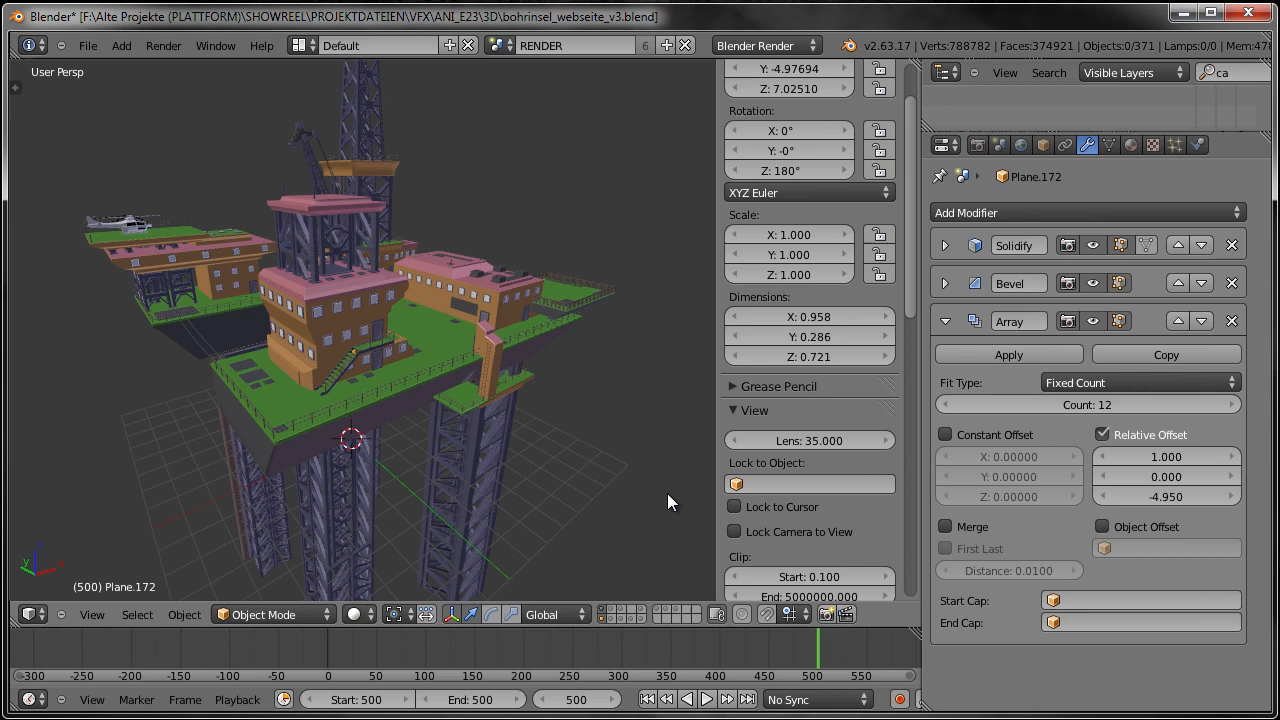 Blender* [F:\Alte Projekte (PLATTFORM)\SHOWREEL\PROJEKTDATEIEN\VFX\ANI_E23\3D\bohrinsel_webseite_v3.blend]
File Add Render Window Help Default RENDER 6 Blender Render v2.63.17 | Verts:788782 | Faces:374921 | Objects:0/371 | Lamps:0/0 | Mem:47
User Persp
Y: -4.97694
Z: 7.02510
Rotation:
X: 0°
Y: -0°
Z: 180°
XYZ Euler
Scale:
X: 1.000
Y: 1.000
Z: 1.000
Dimensions:
X: 0.958
Y: 0.286
Z: 0.721
Grease Pencil
View
Lens: 35.000
Lock to Object:
Lock to Cursor
Lock Camera to View
Clip:
Start: 0.100
End: 5000000.000
View Search Visible Layers ca
Plane.172
Add Modifier
Solidify
Bevel
Array
Apply Copy
Fit Type: Fixed Count
Count: 12
Constant Offset Relative Offset
X: 0.00000 1.000
Y: 0.00000 0.000
Z: 0.00000 -4.950
Merge Object Offset
First Last
Distance: 0.0100
Start Cap:
End Cap:
z
y x
(500) Plane.172
View Select Object Object Mode Global
-300 -250 -200 -150 -100 -50 0 50 100 150 200 250 300 350 400 450 500 550
View Marker Frame Playback Start: 500 End: 500 500 No Sync